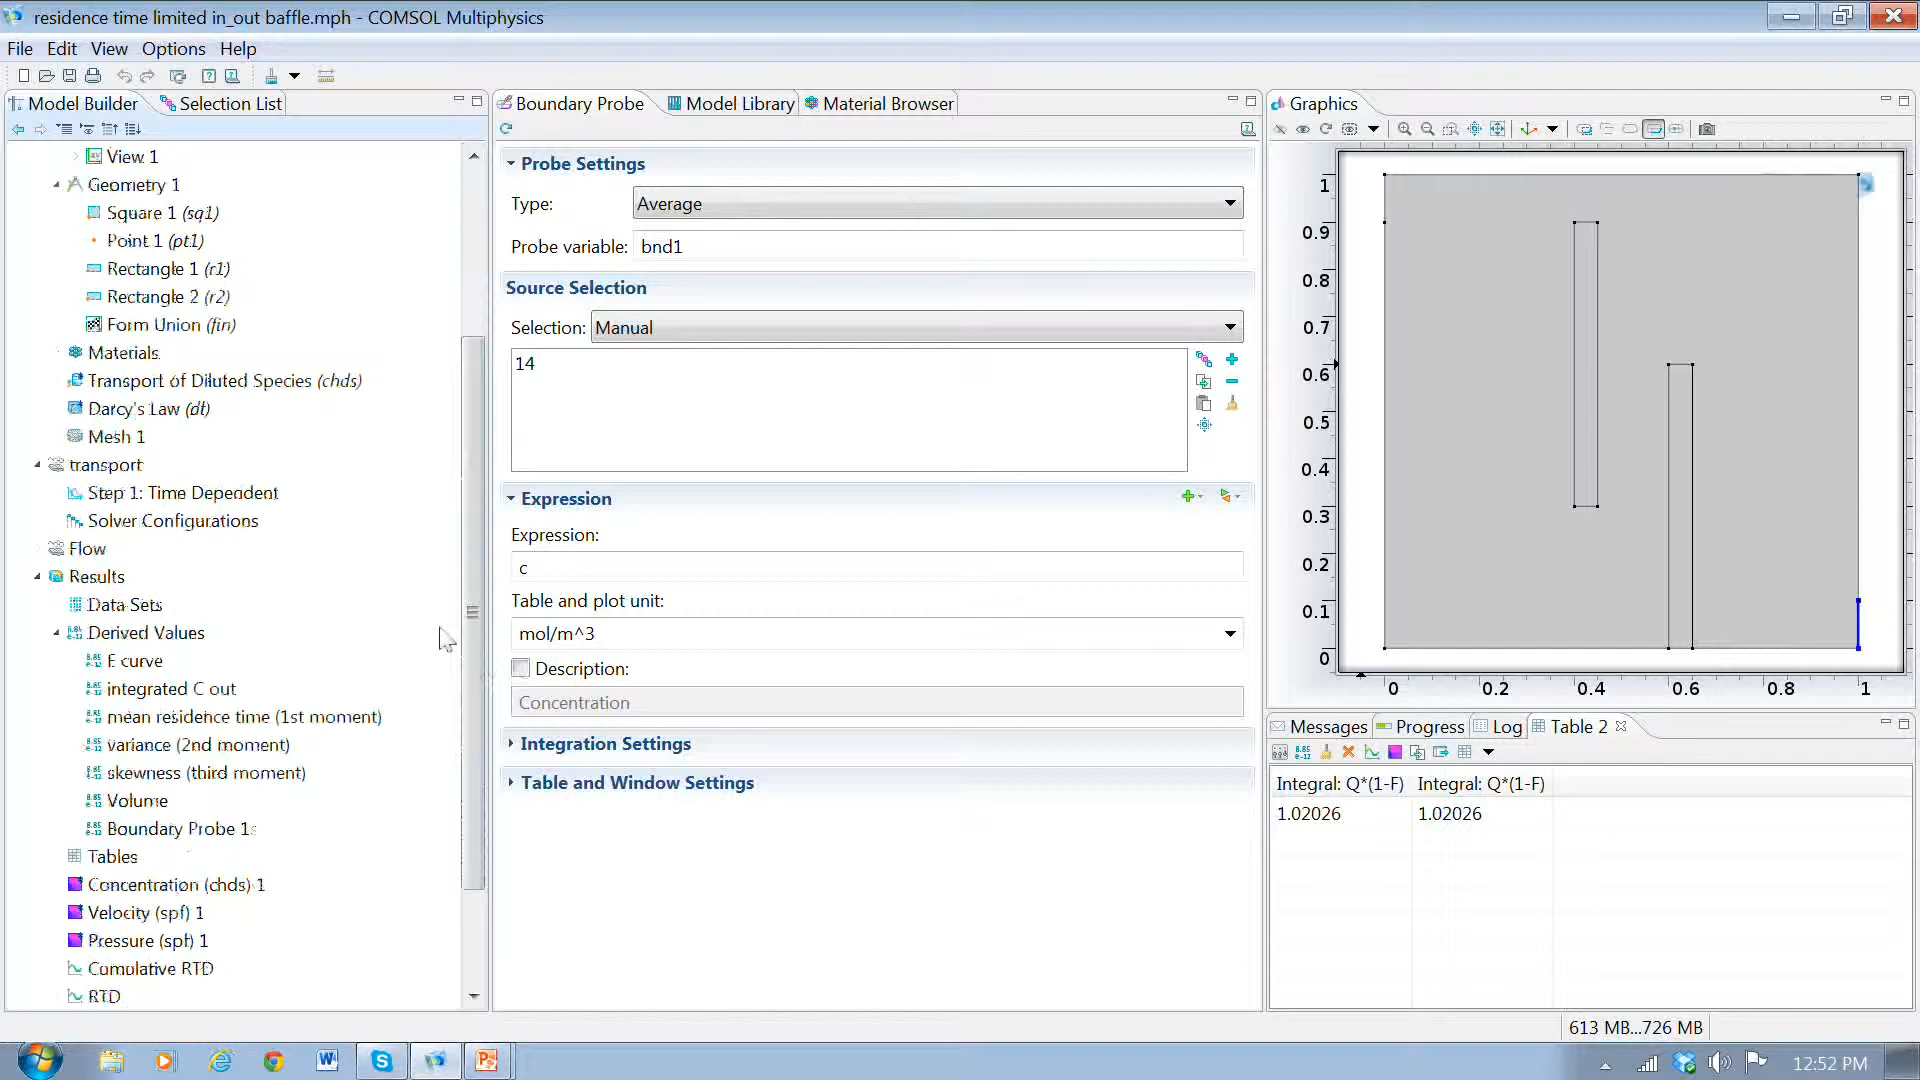 residence time limited in_out baffle.mph - COMSOL Multiphysics
File Edit View Options Help
Model Builder Selection List
View 1
Geometry 1
Square 1 (sq1)
Point 1 (pt1)
Rectangle 1 (r1)
Rectangle 2 (r2)
Form Union (fin)
Materials
Transport of Diluted Species (chds)
Darcy's Law (dl)
Mesh 1
transport
Step 1: Time Dependent
Solver Configurations
Flow
Results
Data Sets
Derived Values
E curve
integrated C out
mean residence time (1st moment)
variance (2nd moment)
skewness (third moment)
Volume
Boundary Probe 1
Tables
Concentration (chds) 1
Velocity (spf) 1
Pressure (spf) 1
Cumulative RTD
RTD
Boundary Probe Model Library Material Browser
Probe Settings
Type: Average
Probe variable: bnd1
Source Selection
Selection: Manual
14
Expression
Expression:
c
Table and plot unit:
mol/m^3
Description:
Concentration
Integration Settings
Table and Window Settings
Graphics
1
0.9
0.8
0.7
0.6
0.5
0.4
0.3
0.2
0.1
0
0 0.2 0.4 0.6 0.8 1
Messages Progress Log Table 2
Integral: Q*(1-F) Integral: Q*(1-F)
1.02026 1.02026
613 MB...726 MB
12:52 PM